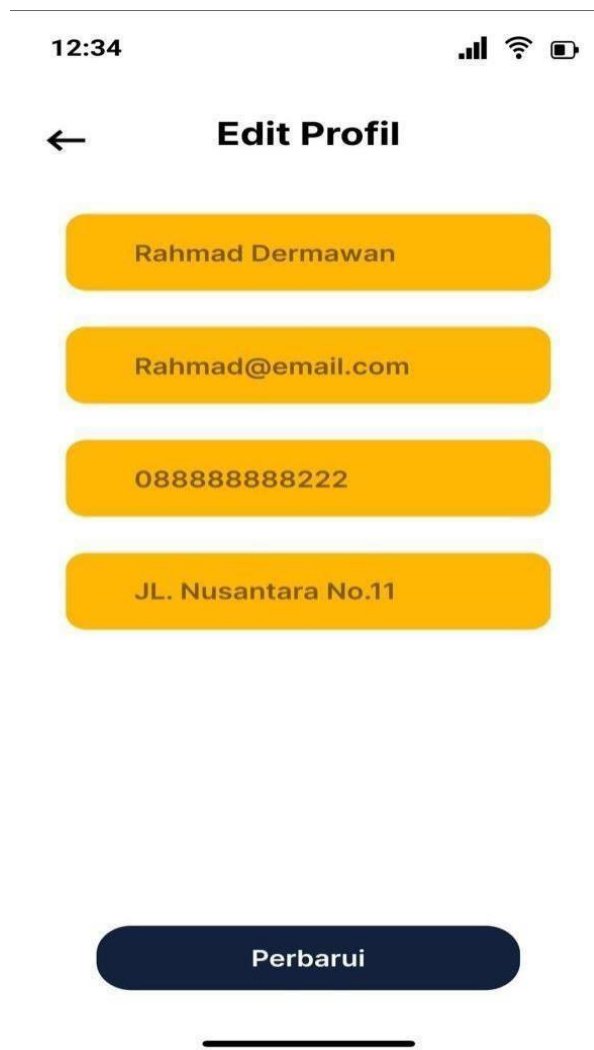 12:34
Edit Profil
Rahmad Dermawan
Rahmad@email.com
088888888222
JL. Nusantara No.11
Perbarui